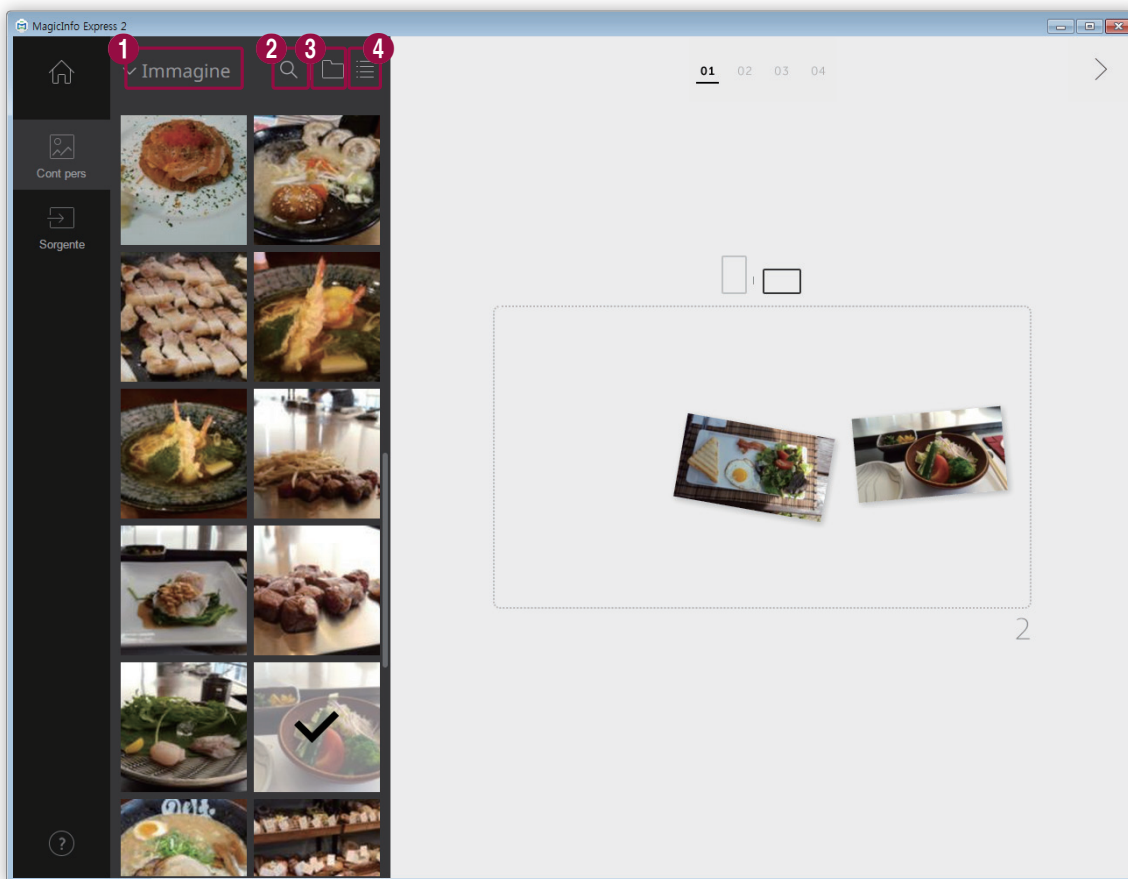 MagicInfo Express 2
1 Immagine 2 3 4
01 02 03 04
Cont pers
Sorgente
2
?